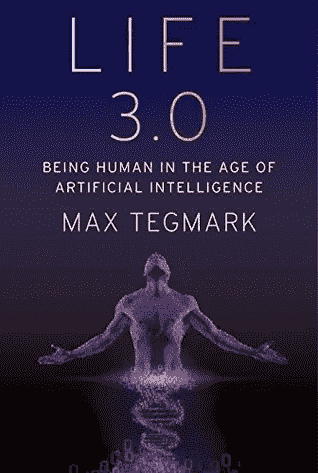 LIFE
3.0
BEING HUMAN IN THE AGE OF
ARTIFICIAL INTELLIGENCE
MAX TEGMARK